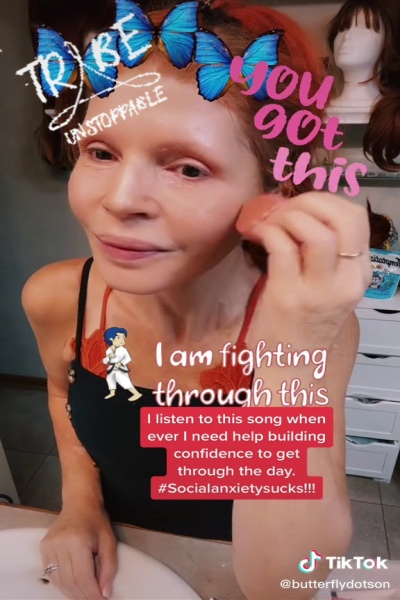 TRIBE
UNSTOPPABLE
you
got
this
I am fighting
through this
I listen to this song when
ever I need help building
confidence to get
through the day.
#Socialanxietysucks!!!
TikTok
@butterflydotson